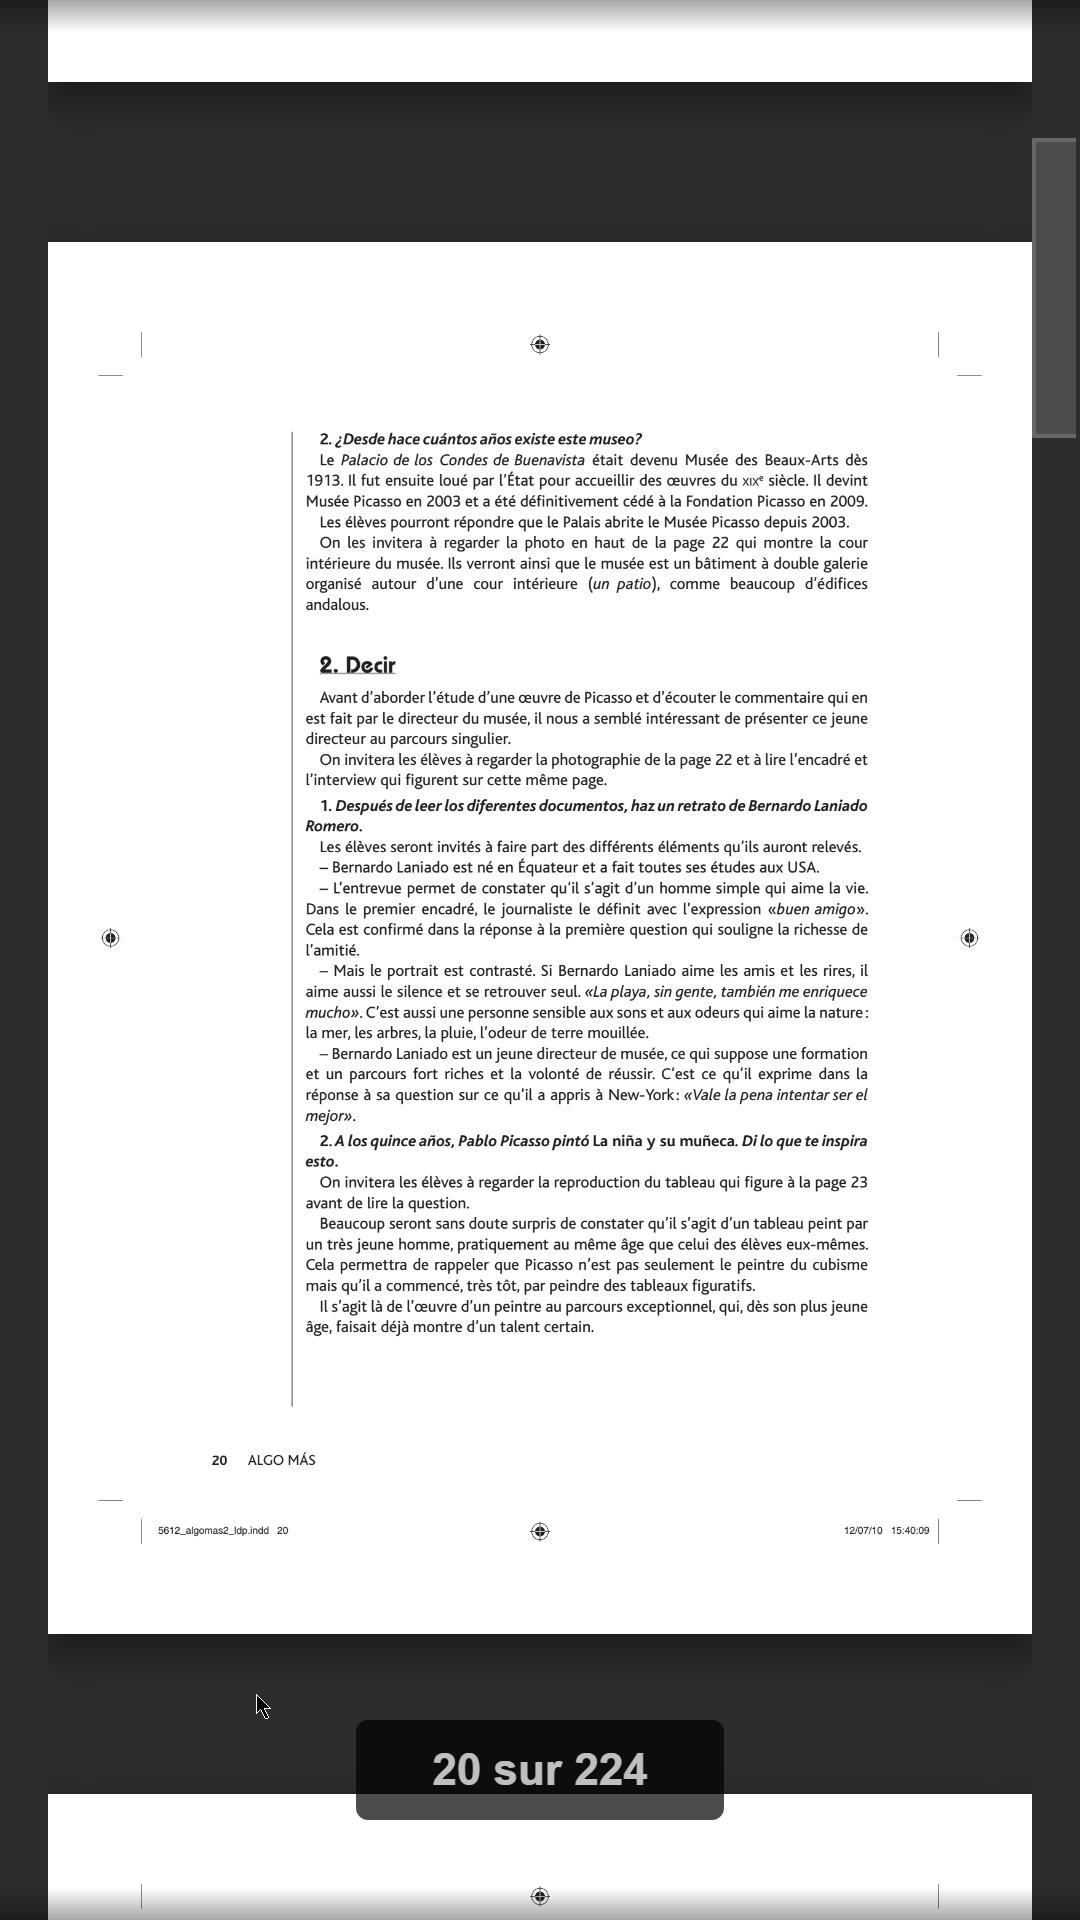 2. ¿Desde hace cuántos años existe este museo?
Le Palacio de los Condes de Buenavista était devenu Musée des Beaux-Arts dès
1913. Il fut ensuite loué par l’État pour accueillir des œuvres du XIXe siècle. Il devint
Musée Picasso en 2003 et a été définitivement cédé à la Fondation Picasso en 2009.
Les élèves pourront répondre que le Palais abrite le Musée Picasso depuis 2003.
On les invitera à regarder la photo en haut de la page 22 qui montre la cour
intérieure du musée. Ils verront ainsi que le musée est un bâtiment à double galerie
organisé autour d’une cour intérieure (un patio), comme beaucoup d’édifices
andalous.
2. Decir
Avant d’aborder l’étude d’une œuvre de Picasso et d’écouter le commentaire qui en
est fait par le directeur du musée, il nous a semblé intéressant de présenter ce jeune
directeur au parcours singulier.
On invitera les élèves à regarder la photographie de la page 22 et à lire l’encadré et
l’interview qui figurent sur cette même page.
1. Después de leer los diferentes documentos, haz un retrato de Bernardo Laniado
Romero.
Les élèves seront invités à faire part des différents éléments qu’ils auront relevés.
– Bernardo Laniado est né en Équateur et a fait toutes ses études aux USA.
– L’entrevue permet de constater qu’il s’agit d’un homme simple qui aime la vie.
Dans le premier encadré, le journaliste le définit avec l’expression «buen amigo».
Cela est confirmé dans la réponse à la première question qui souligne la richesse de
l’amitié.
– Mais le portrait est contrasté. Si Bernardo Laniado aime les amis et les rires, il
aime aussi le silence et se retrouver seul. «La playa, sin gente, también me enriquece
mucho». C’est aussi une personne sensible aux sons et aux odeurs qui aime la nature :
la mer, les arbres, la pluie, l’odeur de terre mouillée.
– Bernardo Laniado est un jeune directeur de musée, ce qui suppose une formation
et un parcours fort riches et la volonté de réussir. C’est ce qu’il exprime dans la
réponse à sa question sur ce qu’il a appris à New-York : «Vale la pena intentar ser el
mejor».
2. A los quince años, Pablo Picasso pintó La niña y su muñeca. Di lo que te inspira
esto.
On invitera les élèves à regarder la reproduction du tableau qui figure à la page 23
avant de lire la question.
Beaucoup seront sans doute surpris de constater qu’il s’agit d’un tableau peint par
un très jeune homme, pratiquement au même âge que celui des élèves eux-mêmes.
Cela permettra de rappeler que Picasso n’est pas seulement le peintre du cubisme
mais qu’il a commencé, très tôt, par peindre des tableaux figuratifs.
Il s’agit là de l’œuvre d’un peintre au parcours exceptionnel, qui, dès son plus jeune
âge, faisait déjà montre d’un talent certain.
20 ALGO MÁS
5612_algomas2_ldp.indd 20 12/07/10 15:40:09
20 sur 224